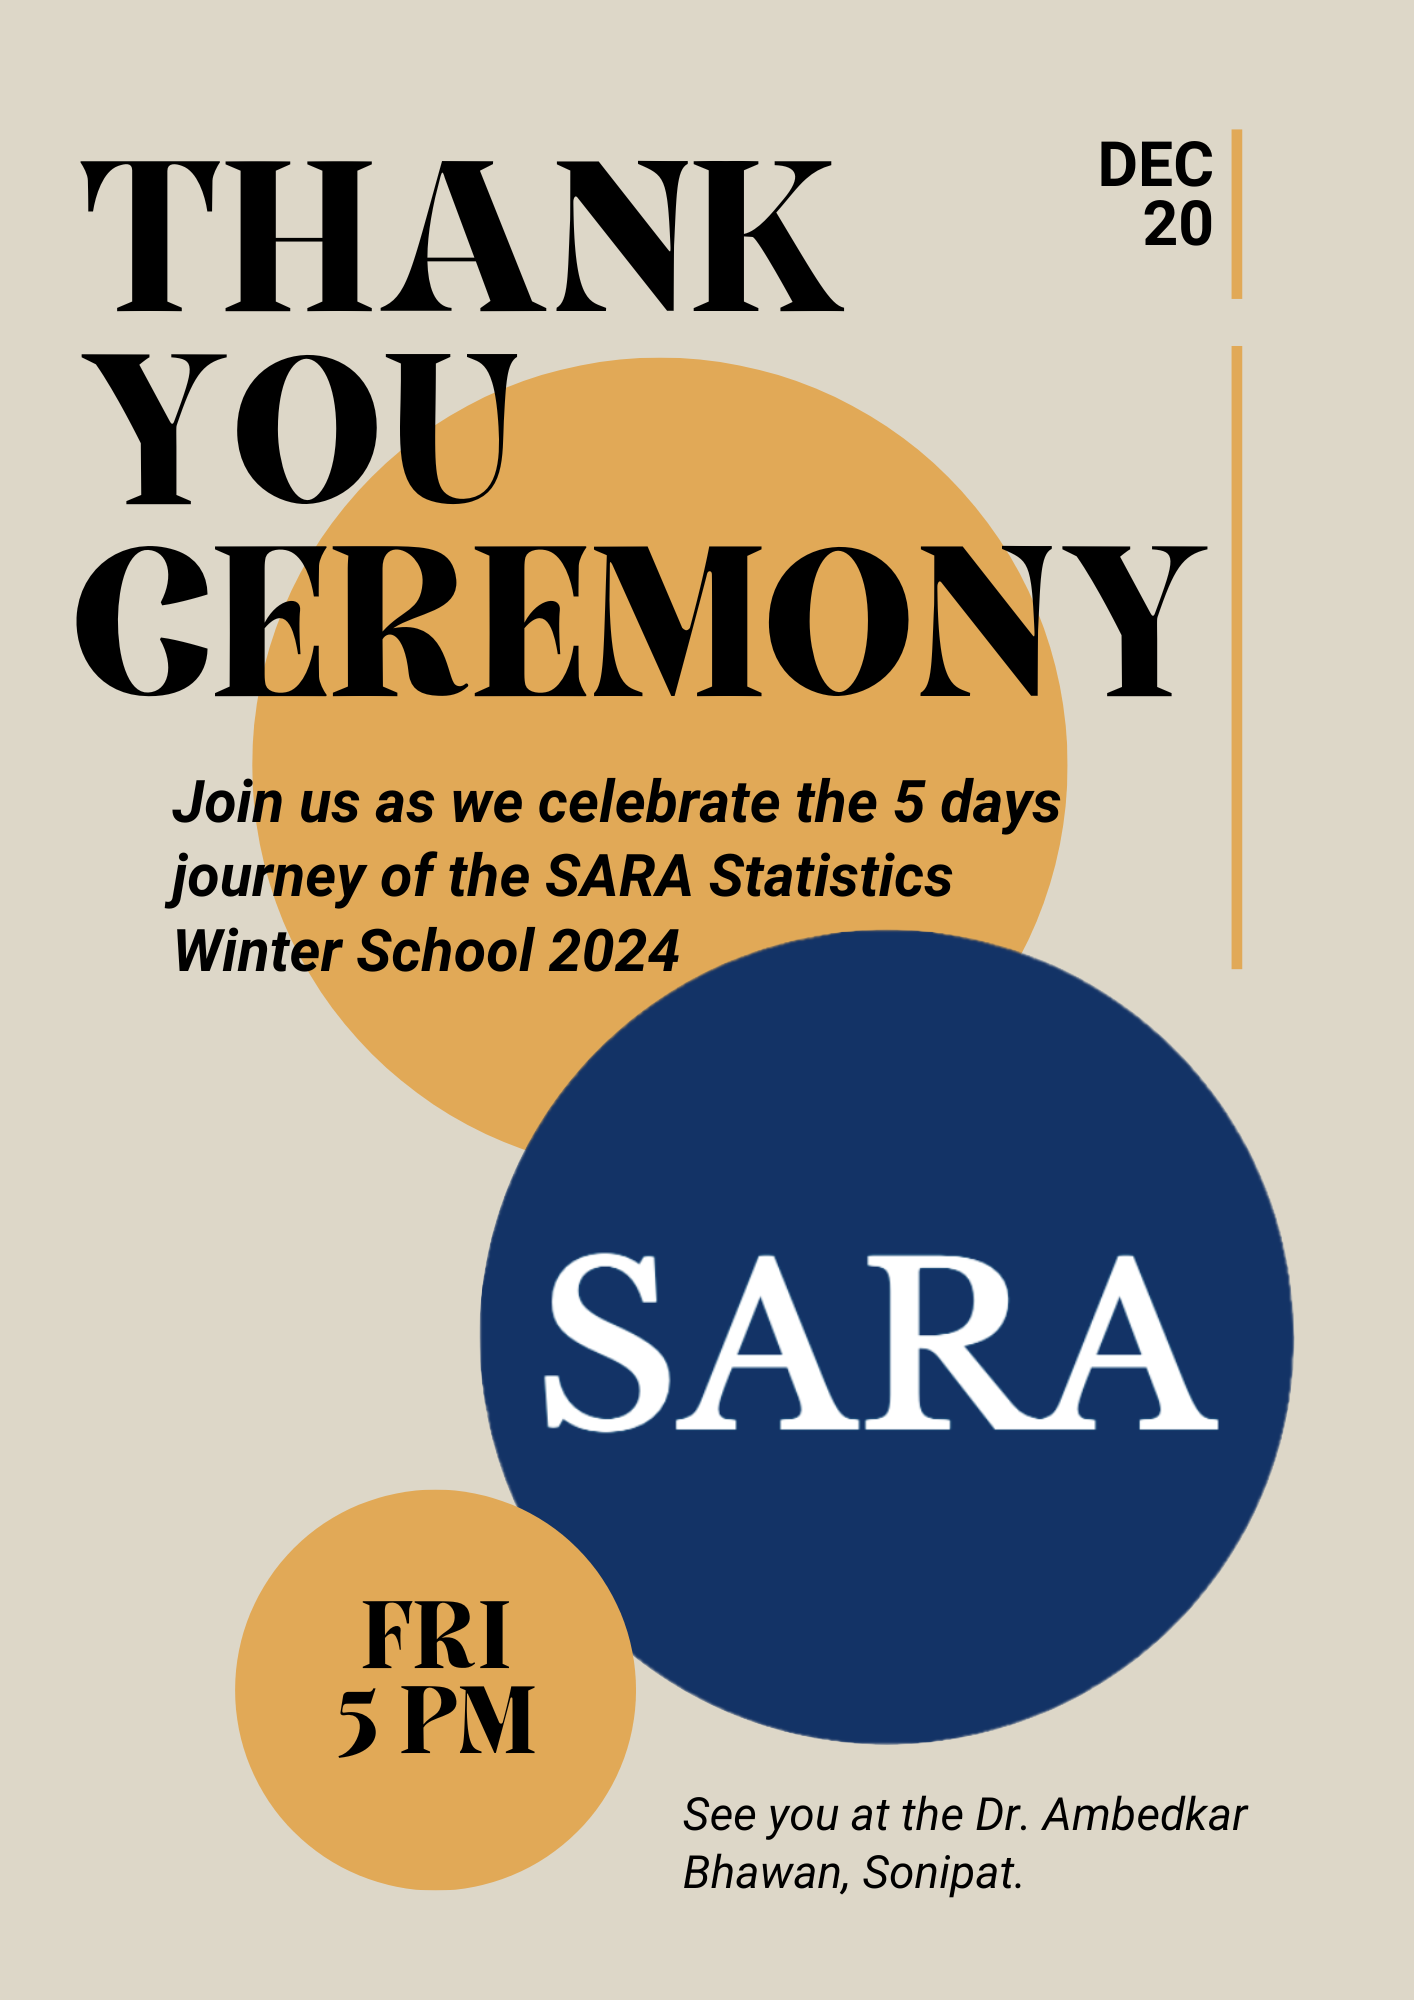 THANK
YOU
CEREMONY
DEC
20
Join us as we celebrate the 5 days
journey of the SARA Statistics
Winter School 2024
SARA
FRI
5 PM
See you at the Dr. Ambedkar
Bhawan, Sonipat.